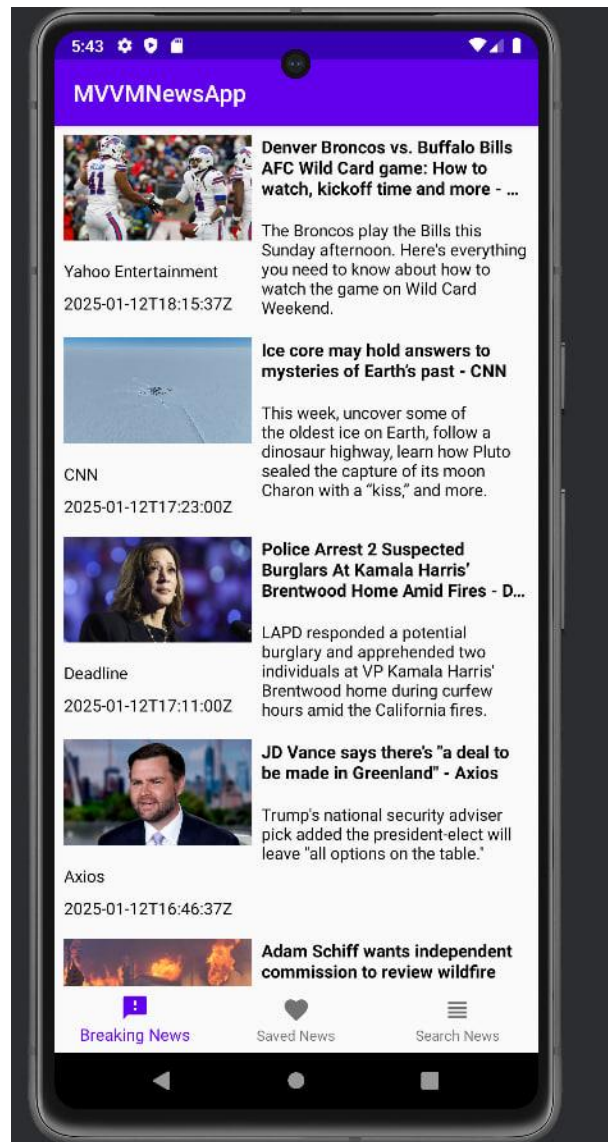 5:43
MVVMNewsApp
Denver Broncos vs. Buffalo Bills
AFC Wild Card game: How to
watch, kickoff time and more - ...
The Broncos play the Bills this
Sunday afternoon. Here's everything
you need to know about how to
watch the game on Wild Card
Weekend.
Yahoo Entertainment
2025-01-12T18:15:37Z
Ice core may hold answers to
mysteries of Earth’s past - CNN
This week, uncover some of
the oldest ice on Earth, follow a
dinosaur highway, learn how Pluto
sealed the capture of its moon
Charon with a “kiss,” and more.
CNN
2025-01-12T17:23:00Z
Police Arrest 2 Suspected
Burglars At Kamala Harris’
Brentwood Home Amid Fires - D...
LAPD responded a potential
burglary and apprehended two
individuals at VP Kamala Harris'
Brentwood home during curfew
hours amid the California fires.
Deadline
2025-01-12T17:11:00Z
JD Vance says there's "a deal to
be made in Greenland" - Axios
Trump's national security adviser
pick added the president-elect will
leave "all options on the table."
Axios
2025-01-12T16:46:37Z
Adam Schiff wants independent
commission to review wildfire
Breaking News
Saved News
Search News